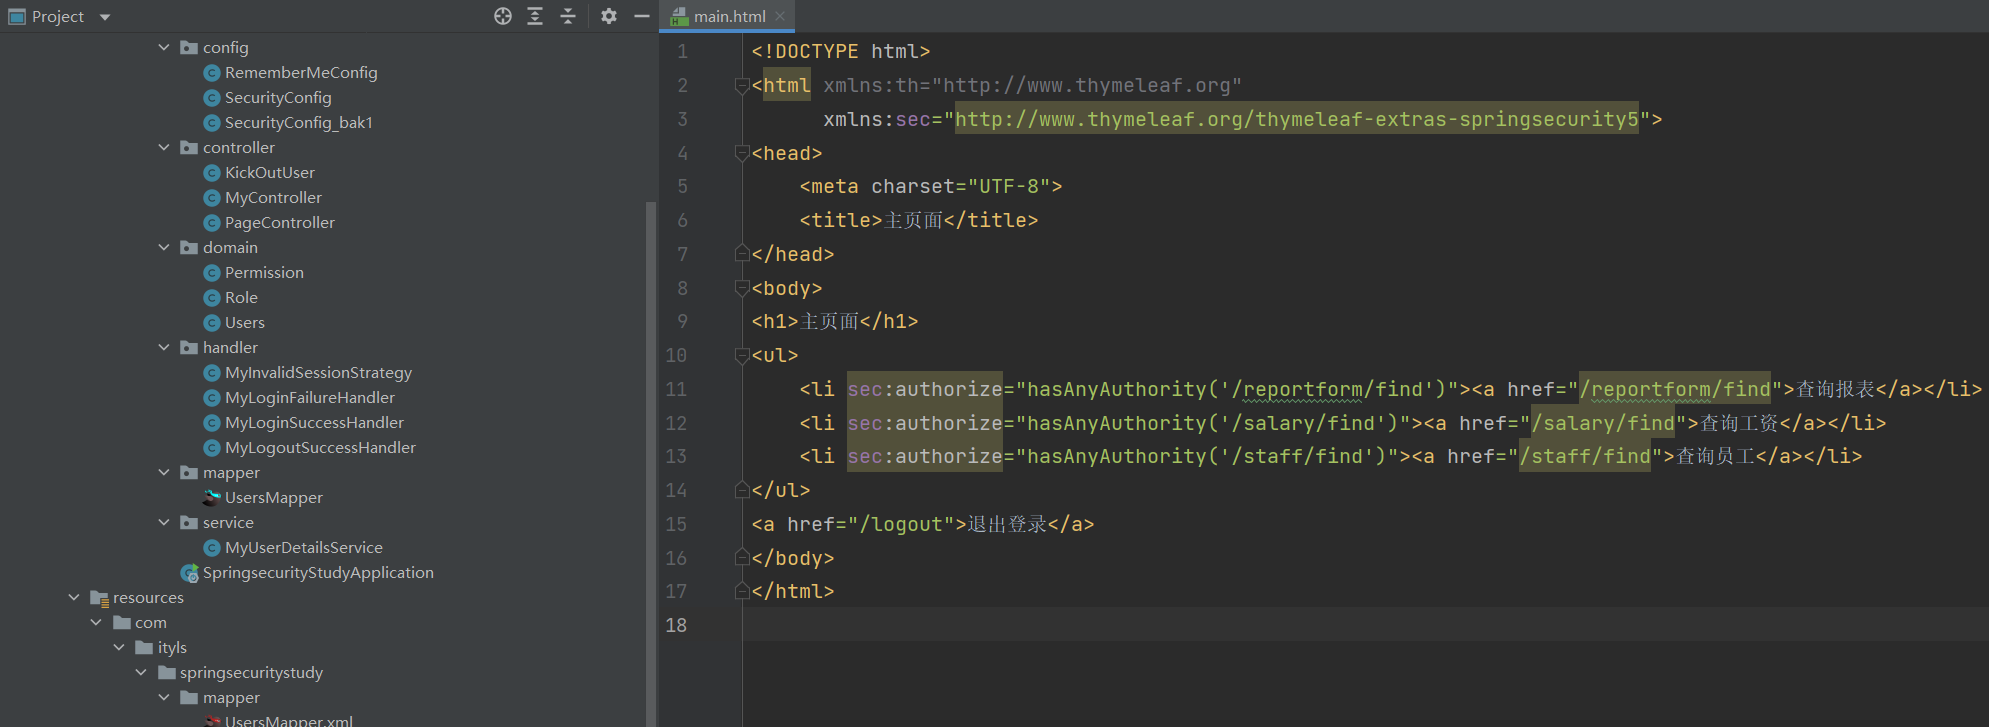 Project
config
RememberMeConfig
SecurityConfig
SecurityConfig_bak1
controller
KickOutUser
MyController
PageController
domain
Permission
Role
Users
handler
MyInvalidSessionStrategy
MyLoginFailureHandler
MyLoginSuccessHandler
MyLogoutSuccessHandler
mapper
UsersMapper
service
MyUserDetailsService
SpringsecurityStudyApplication
resources
com
ityls
springsecuritystudy
mapper
UsersMapper.xml
main.html
1 <!DOCTYPE html>
2 <html xmlns:th="http://www.thymeleaf.org"
3 xmlns:sec="http://www.thymeleaf.org/thymeleaf-extras-springsecurity5">
4 <head>
5 <meta charset="UTF-8">
6 <title>主页面</title>
7 </head>
8 <body>
9 <h1>主页面</h1>
10 <ul>
11 <li sec:authorize="hasAnyAuthority('/reportform/find')"><a href="/reportform/find">查询报表</a></li>
12 <li sec:authorize="hasAnyAuthority('/salary/find')"><a href="/salary/find">查询工资</a></li>
13 <li sec:authorize="hasAnyAuthority('/staff/find')"><a href="/staff/find">查询员工</a></li>
14 </ul>
15 <a href="/logout">退出登录</a>
16 </body>
17 </html>
18